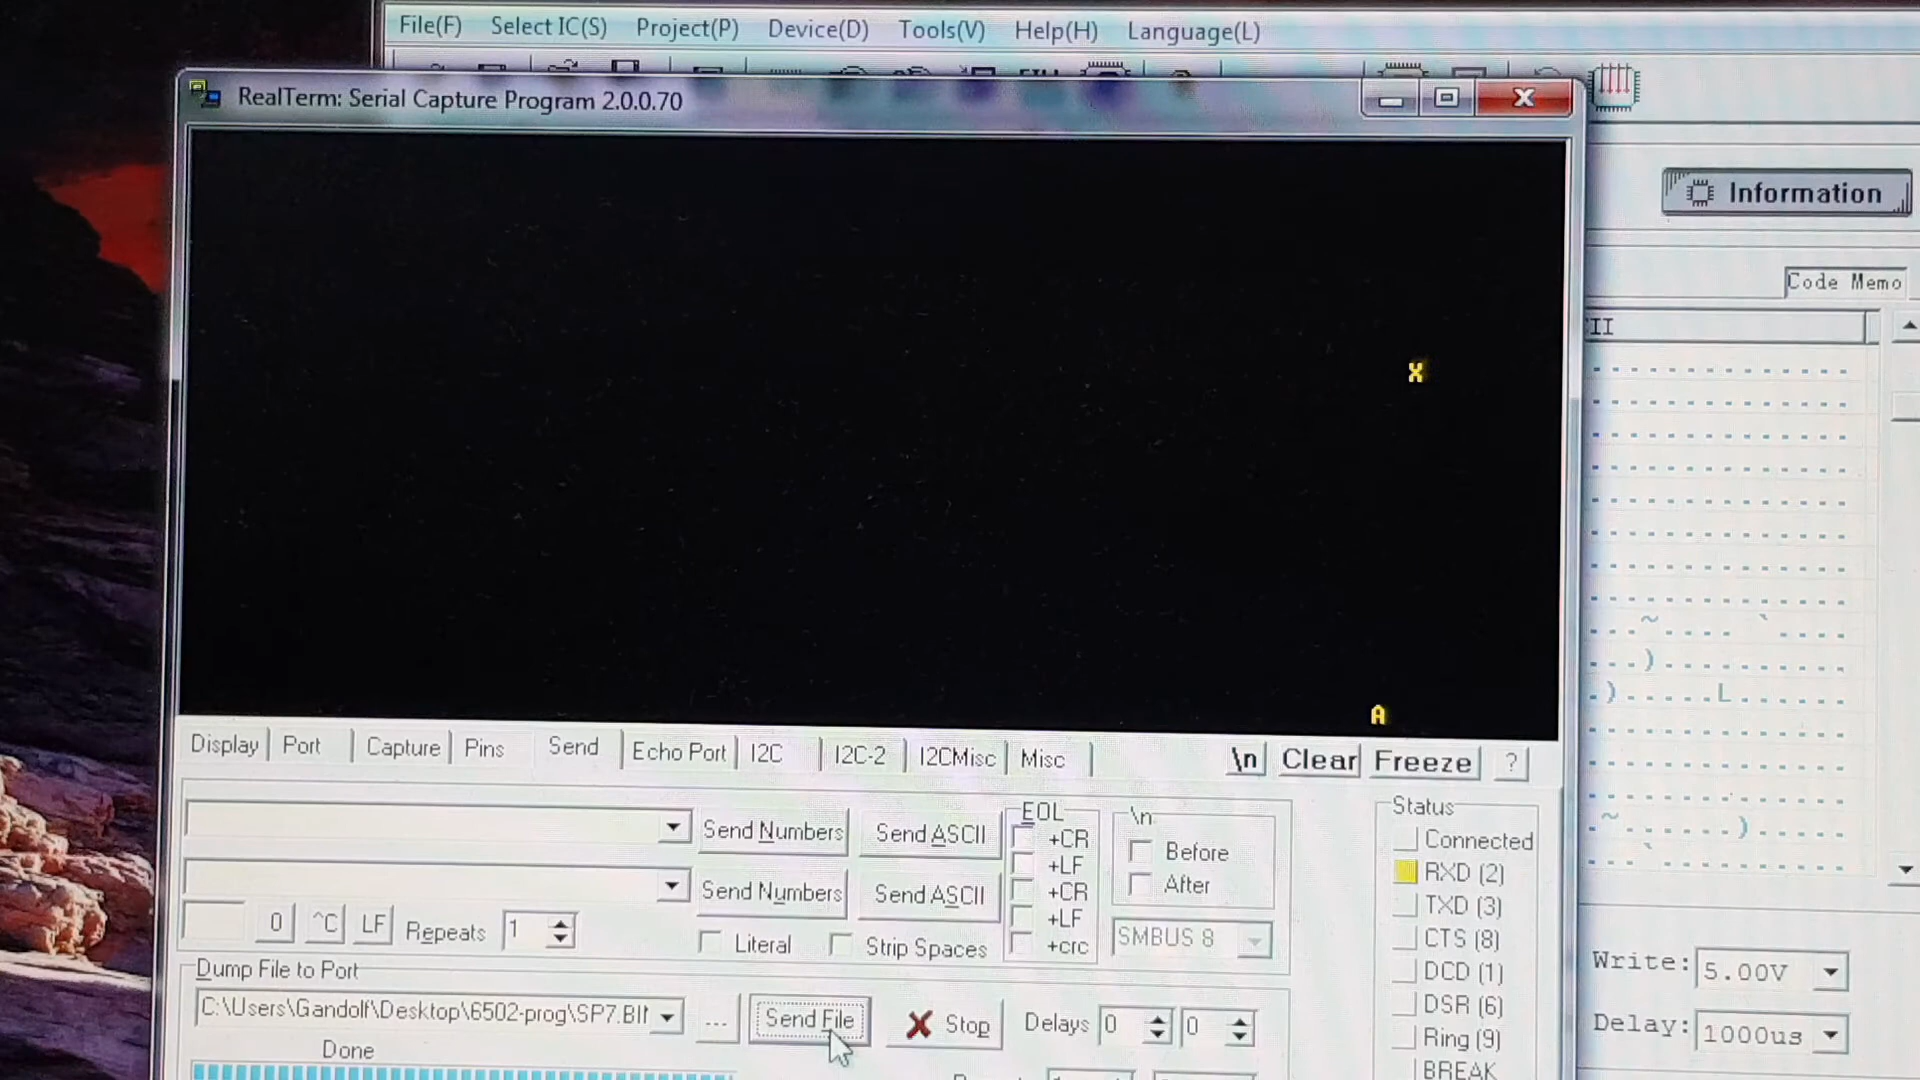 File(F) Select IC(S) Project(P) Device(D) Tools(V) Help(H) Language(L)
RealTerm: Serial Capture Program 2.0.0.70
Information
Code Memo
II
X
~ `
)
) L
A
~ )
`
Display Port Capture Pins Send Echo Port I2C I2C-2 I2CMisc Misc \n Clear Freeze ?
Send Numbers Send ASCII
Send Numbers Send ASCII
0 ^C LF Repeats 1
Literal Strip Spaces
EOL
+CR
+LF
+CR
+LF
+crc
\n
Before
After
SMBUS 8
Status
Connected
RXD (2)
TXD (3)
CTS (8)
DCD (1)
DSR (6)
Ring (9)
BREAK
Dump File to Port
C:\Users\Gandolf\Desktop\6502-prog\SP7.BI
... Send File Stop Delays 0 0
Done
Write: 5.00V
Delay: 1000us